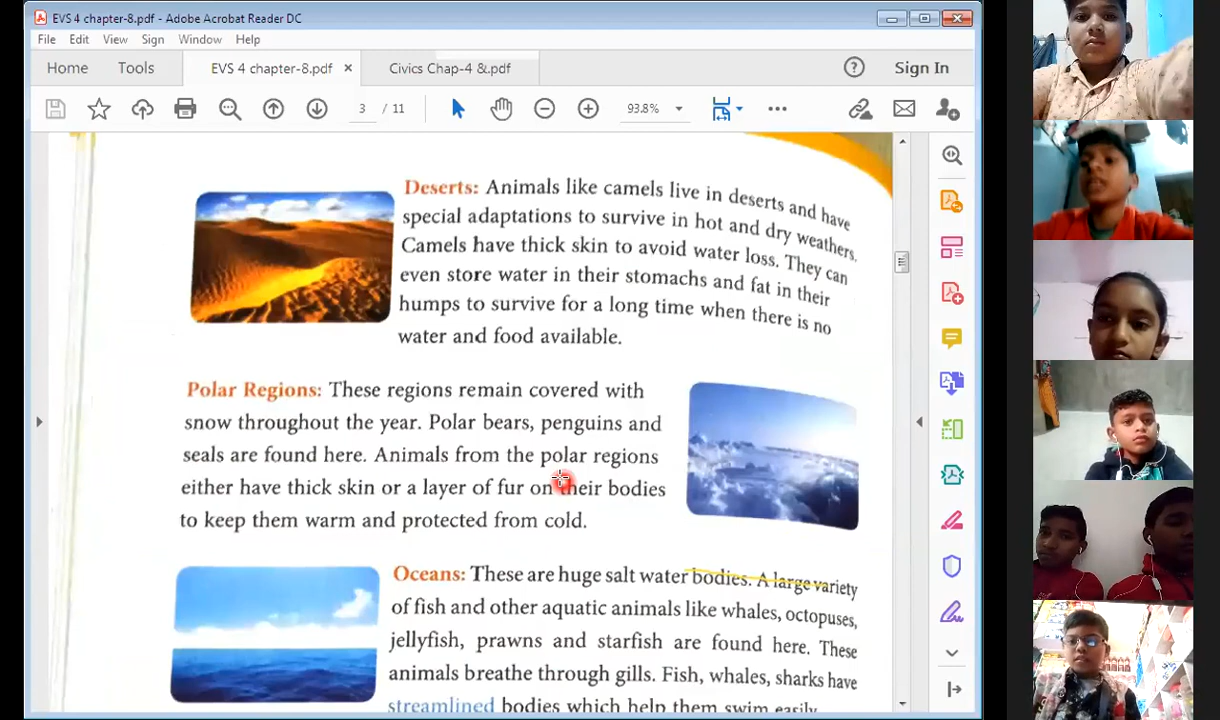 EVS 4 chapter-8.pdf - Adobe Acrobat Reader DC
File Edit View Sign Window Help
Home Tools EVS 4 chapter-8.pdf × Civics Chap-4 &.pdf Sign In
3 / 11 93.8%
Deserts: Animals like camels live in deserts and have
special adaptations to survive in hot and dry weathers.
Camels have thick skin to avoid water loss. They can
even store water in their stomachs and fat in their
humps to survive for a long time when there is no
water and food available.
Polar Regions: These regions remain covered with
snow throughout the year. Polar bears, penguins and
seals are found here. Animals from the polar regions
either have thick skin or a layer of fur on their bodies
to keep them warm and protected from cold.
Oceans: These are huge salt water bodies. A large variety
of fish and other aquatic animals like whales, octopuses,
jellyfish, prawns and starfish are found here. These
animals breathe through gills. Fish, whales, sharks have
streamlined bodies which help them swim easily.